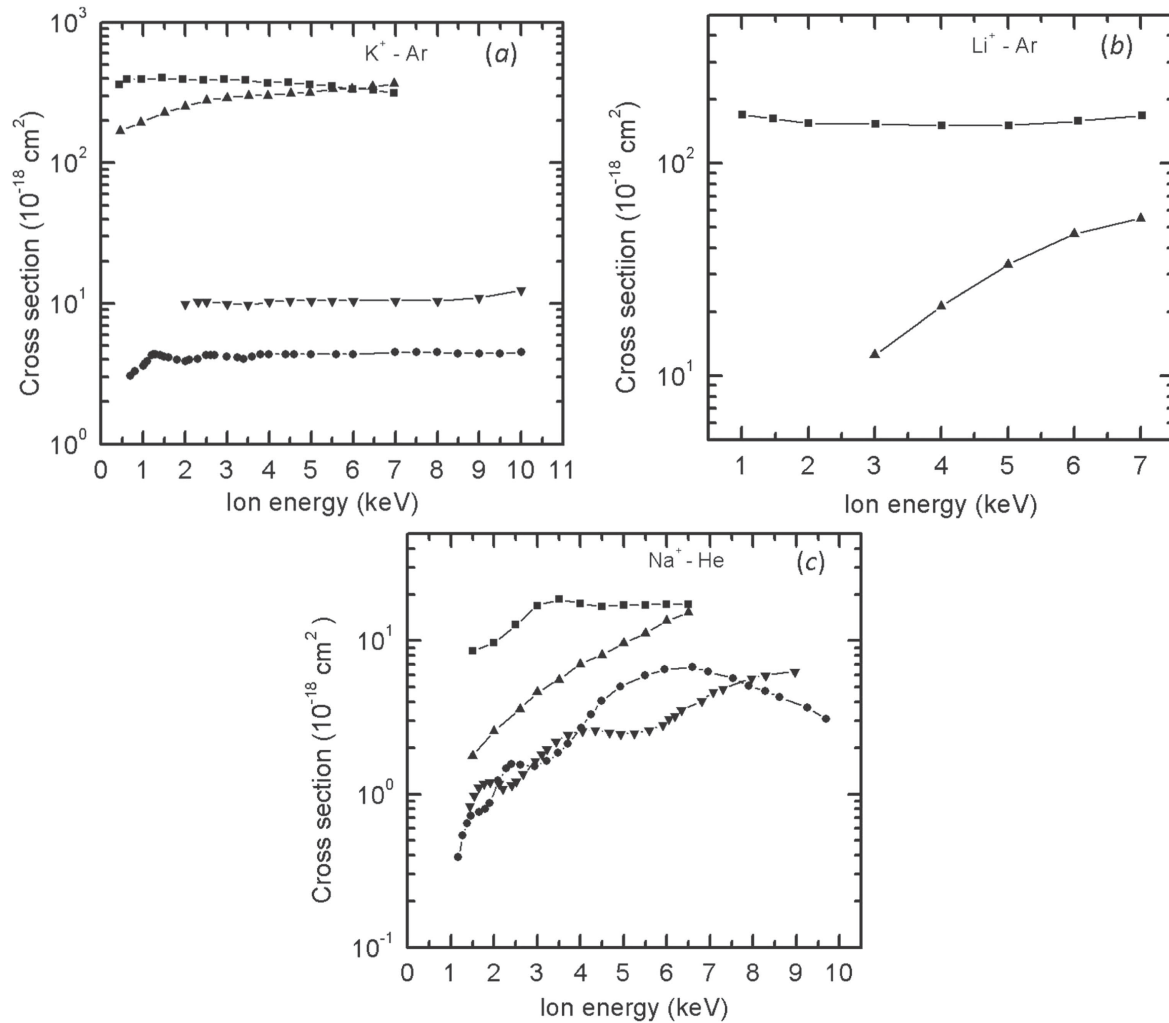 K⁺ - Ar
(a)
10³
10²
10¹
10⁰
Cross section (10⁻¹⁸ cm²)
0 1 2 3 4 5 6 7 8 9 10 11
Ion energy (keV)
Li⁺ - Ar
(b)
10²
10¹
Cross sectiion (10⁻¹⁸ cm²)
1 2 3 4 5 6 7
Ion energy (keV)
Na⁺ - He
(c)
10¹
10⁰
10⁻¹
Cross section (10⁻¹⁸ cm²)
0 1 2 3 4 5 6 7 8 9 10
Ion energy (keV)